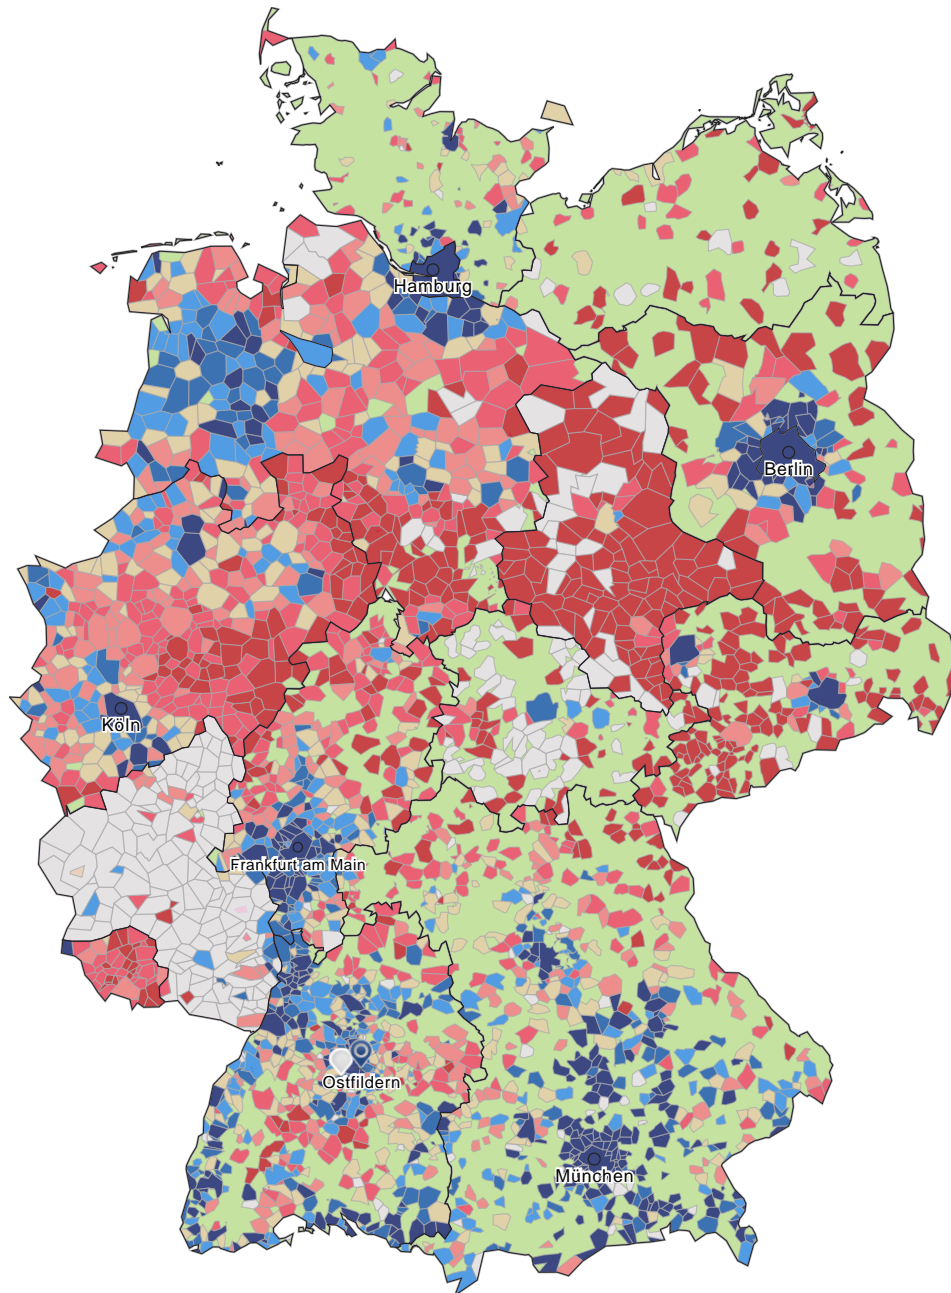 Hamburg
Berlin
Köln
Frankfurt am Main
Ostfildern
München